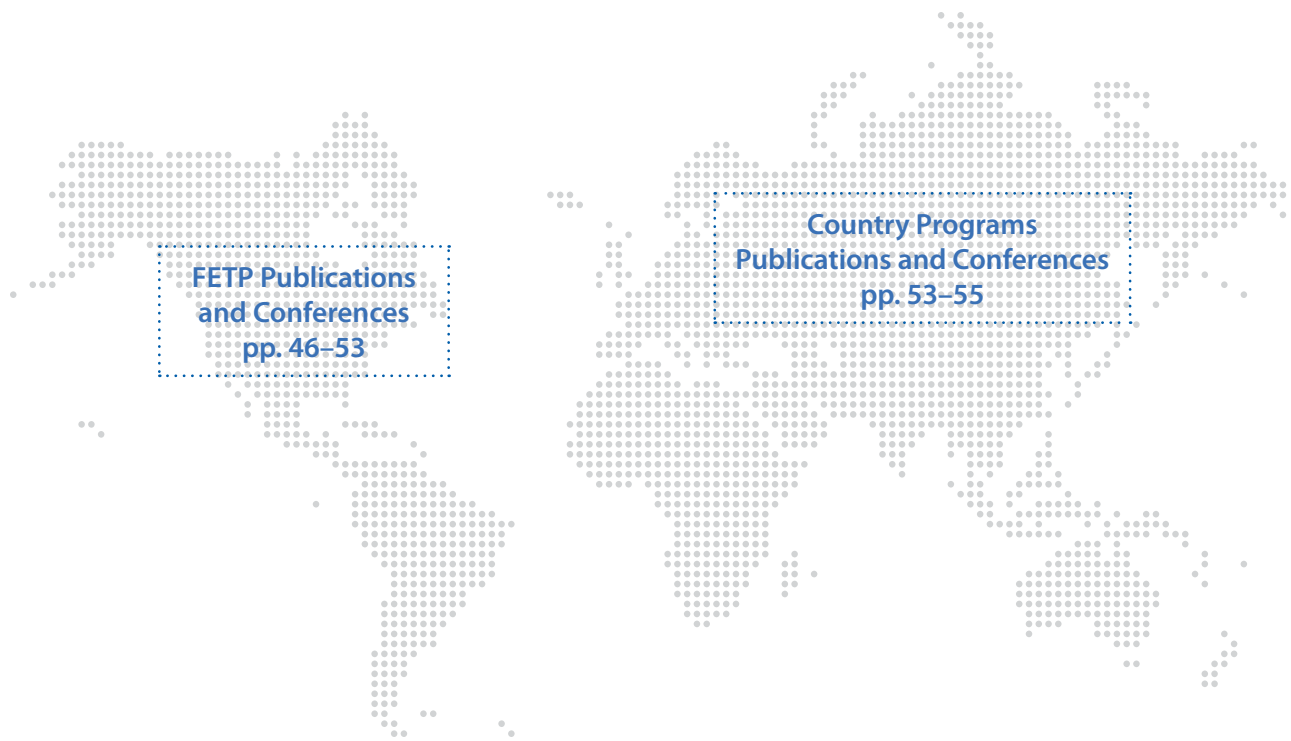 FETP Publications
and Conferences
pp. 46–53
Country Programs
Publications and Conferences
pp. 53–55